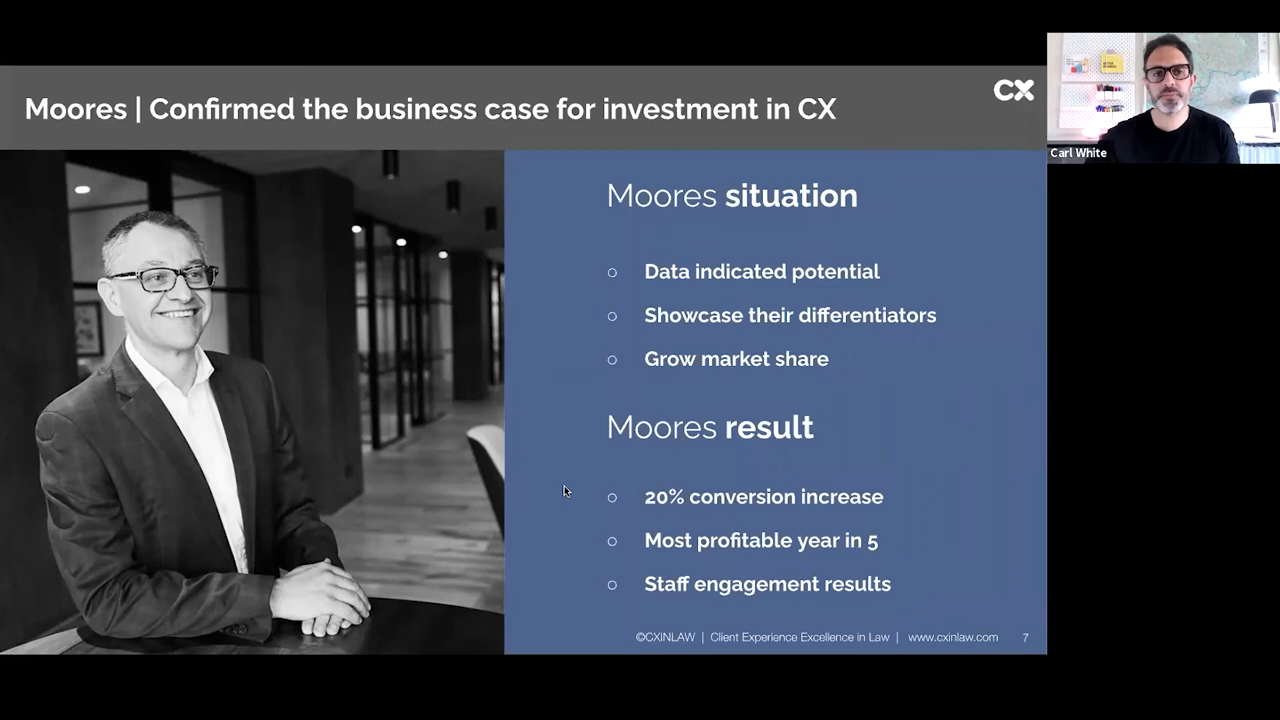 Moores | Confirmed the business case for investment in CX
CX
Carl White
Moores situation
○ Data indicated potential
○ Showcase their differentiators
○ Grow market share
Moores result
○ 20% conversion increase
○ Most profitable year in 5
○ Staff engagement results
©CXINLAW | Client Experience Excellence in Law | www.cxinlaw.com 7